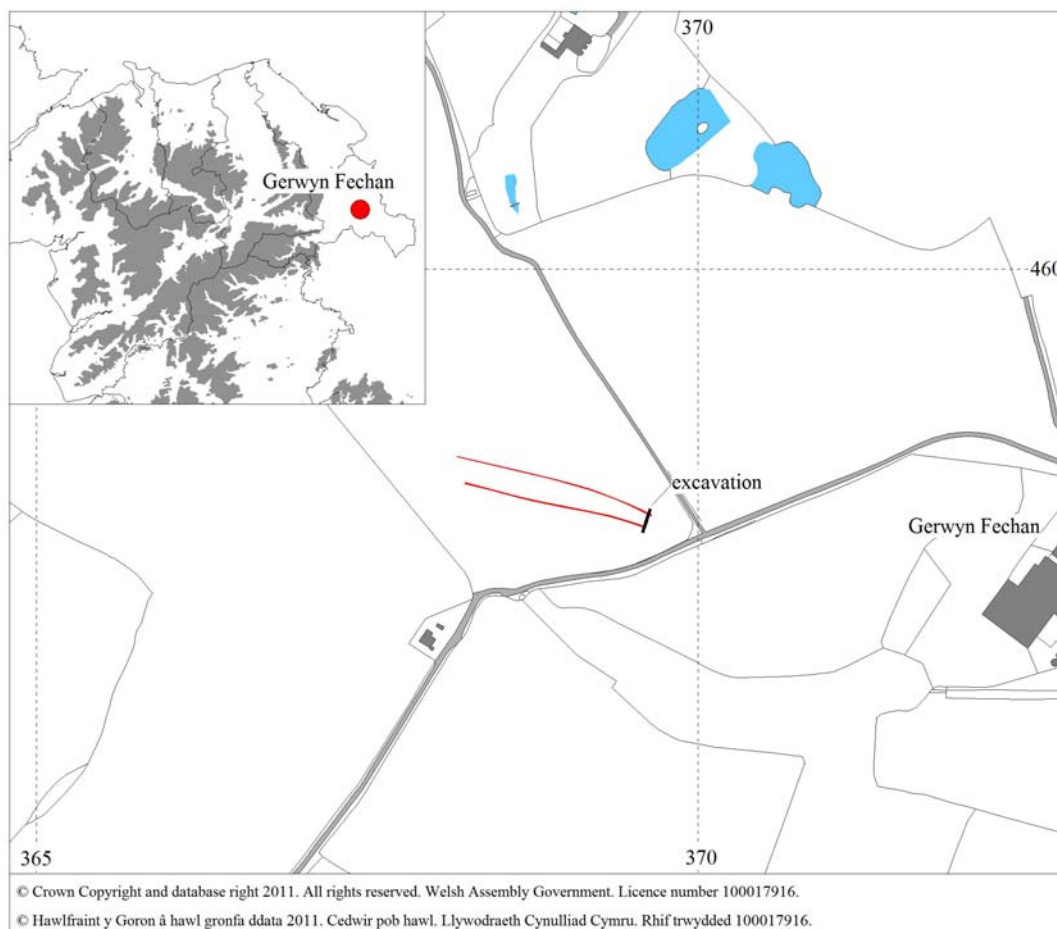 370
Gerwyn Fechan
460
excavation
Gerwyn Fechan
365
370
© Crown Copyright and database right 2011. All rights reserved. Welsh Assembly Government. Licence number 100017916.
© Hawlfraint y Goron â hawl gronfa ddata 2011. Cedwir pob hawl. Llywodraeth Cynulliad Cymru. Rhif trwydded 100017916.